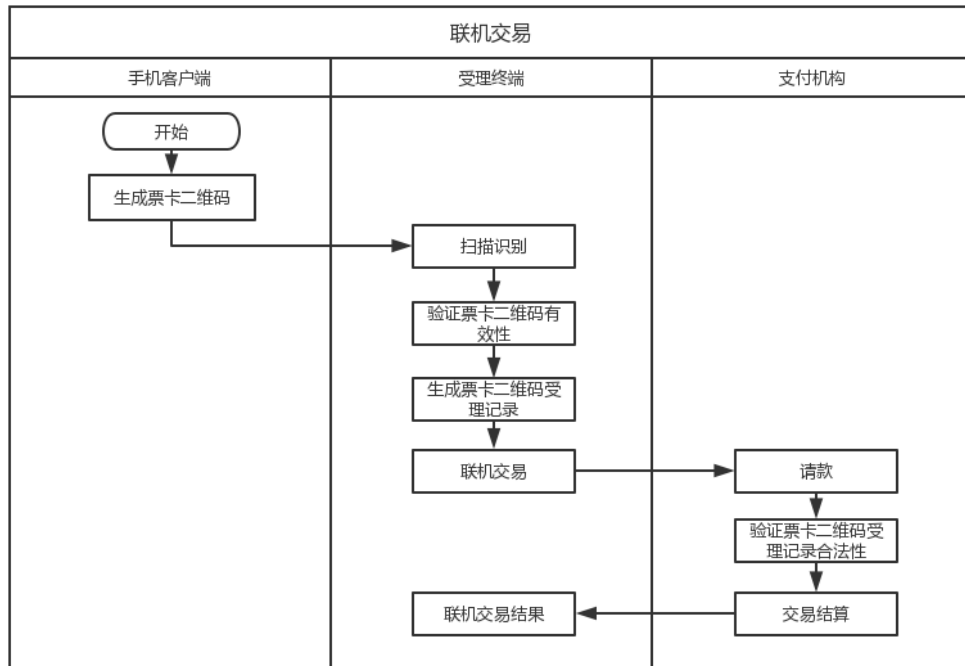 联机交易
手机客户端
受理终端
支付机构
开始
生成票卡二维码
扫描识别
验证票卡二维码有
效性
生成票卡二维码受
理记录
联机交易
请款
验证票卡二维码受
理记录合法性
联机交易结果
交易结算